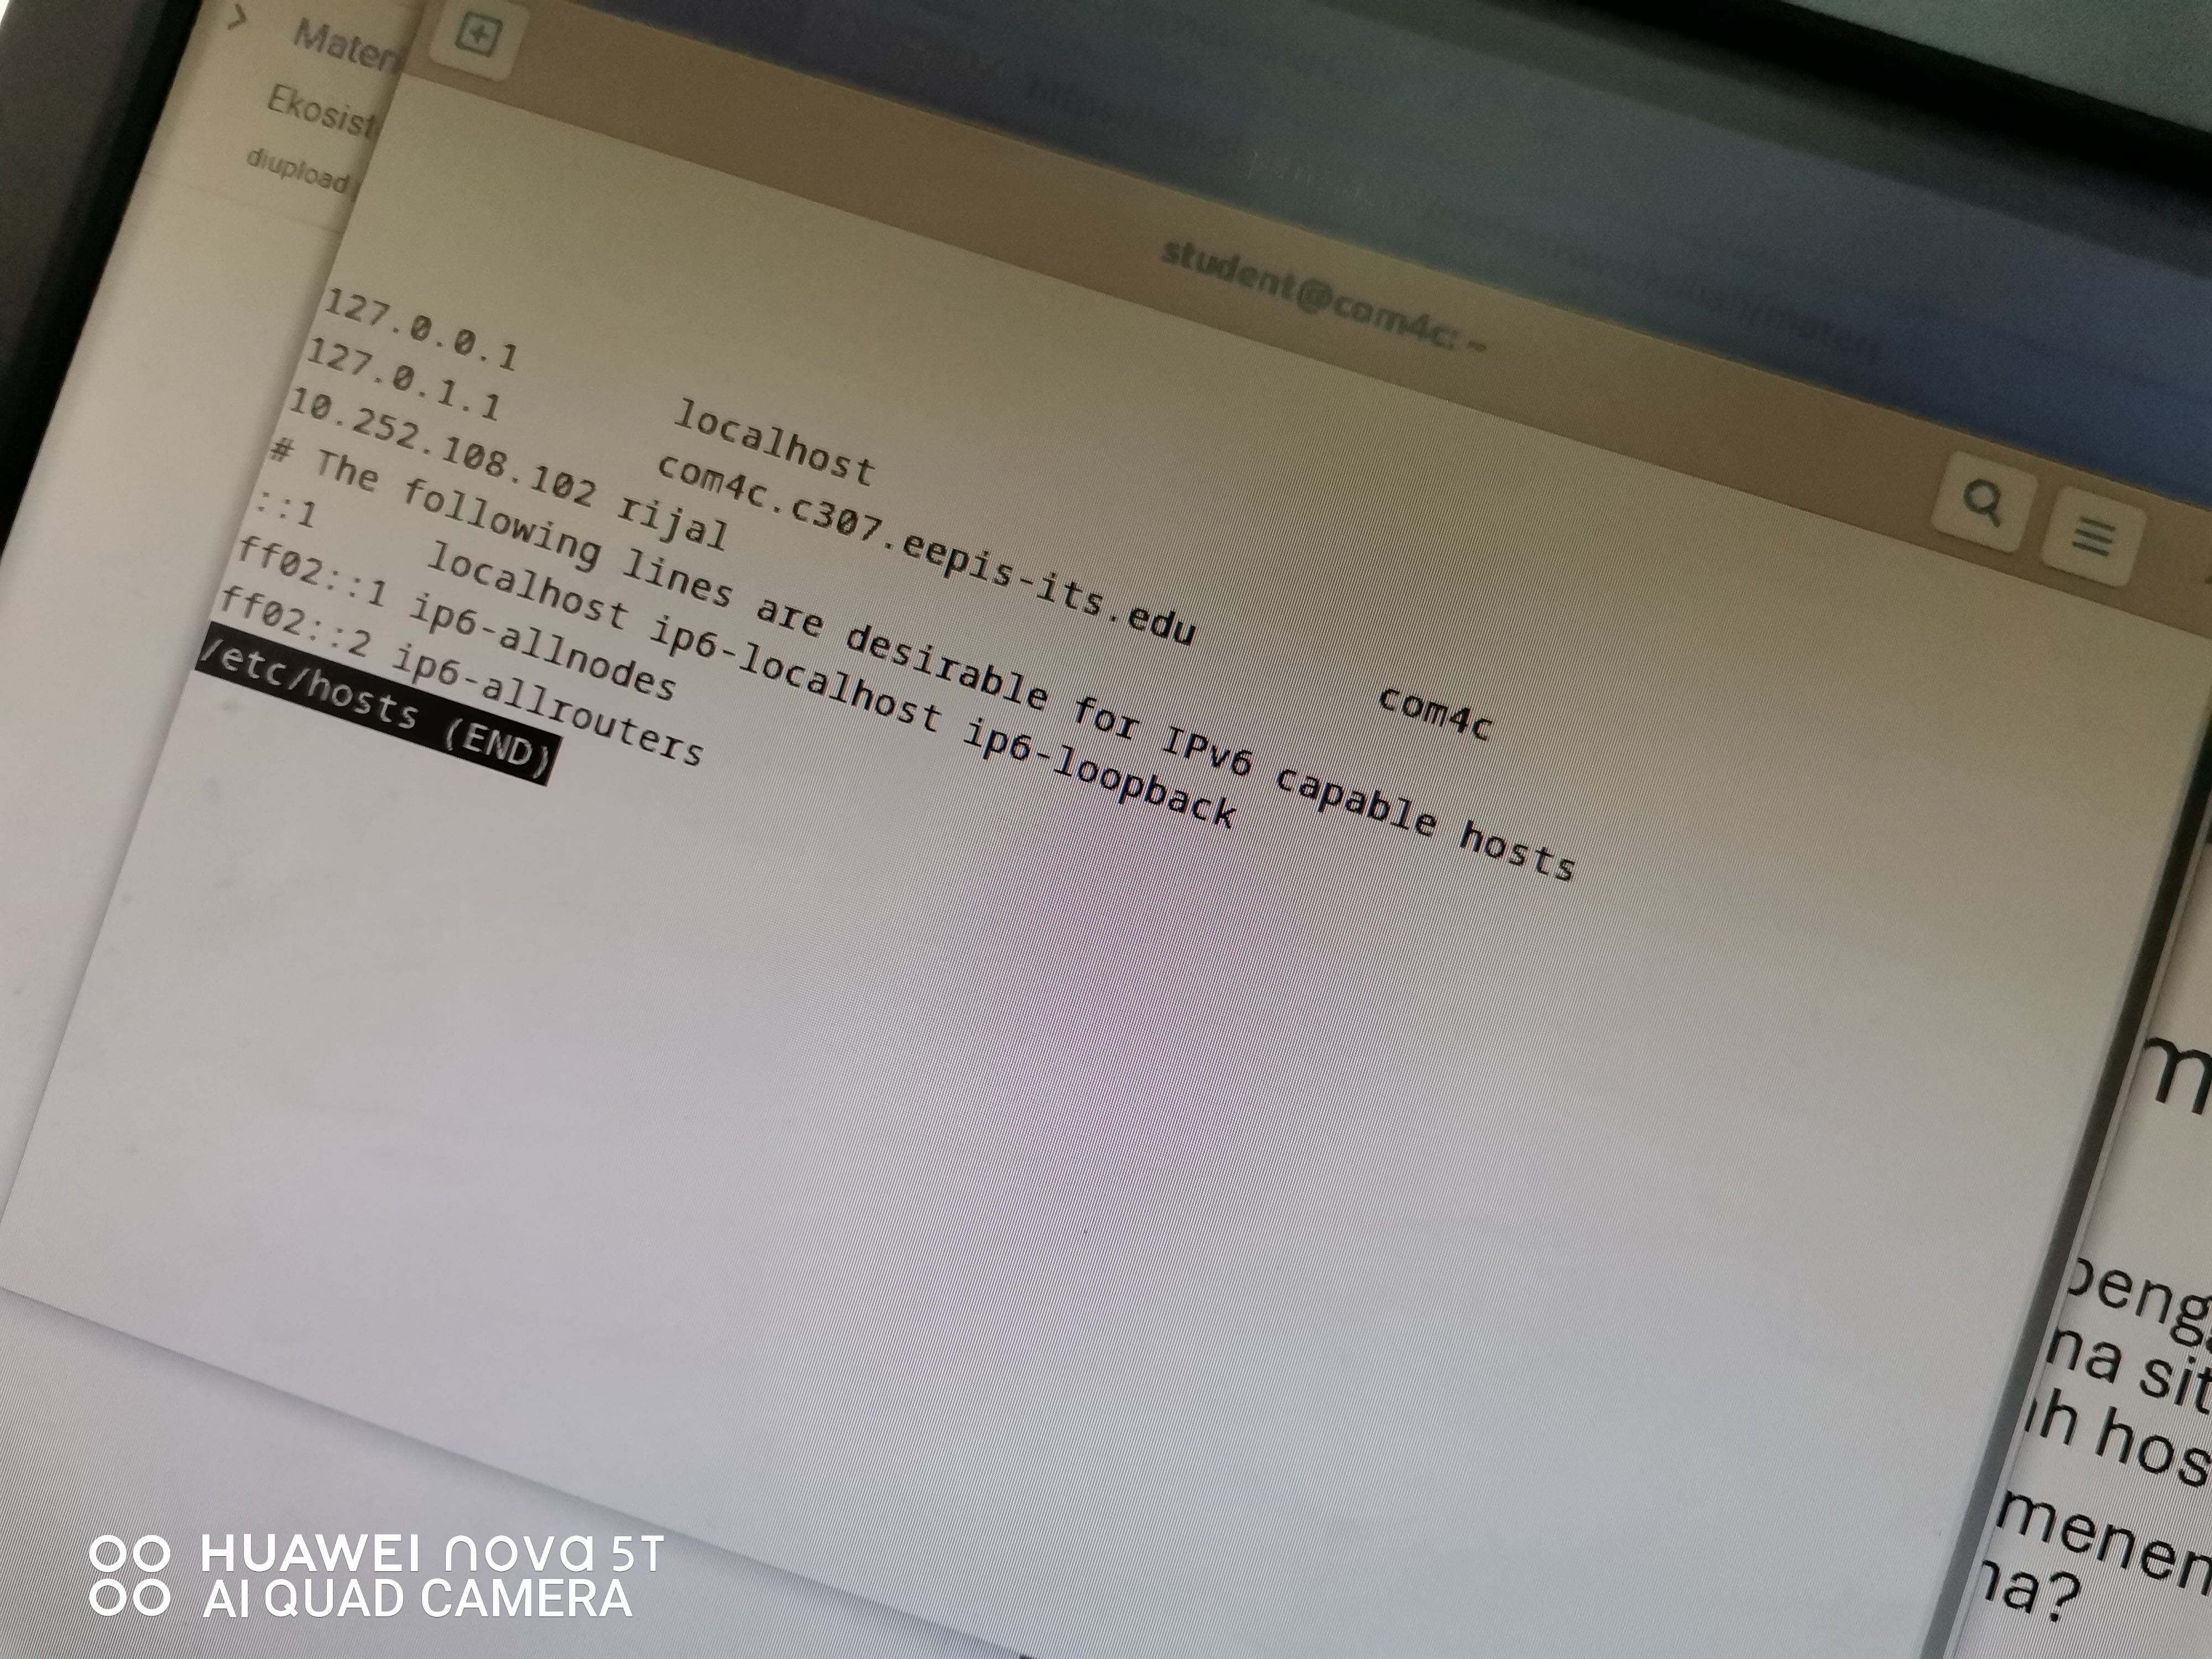 > Mater
Ekosist
diupload
student@com4c: ~
127.0.0.1 localhost
127.0.1.1 com4c.c307.eepis-its.edu com4c
10.252.108.102 rijal
# The following lines are desirable for IPv6 capable hosts
::1 localhost ip6-localhost ip6-loopback
ff02::1 ip6-allnodes
ff02::2 ip6-allrouters
/etc/hosts (END)
m
peng
na sit
ah hos
menen
na?
HUAWEI nova 5T
AI QUAD CAMERA